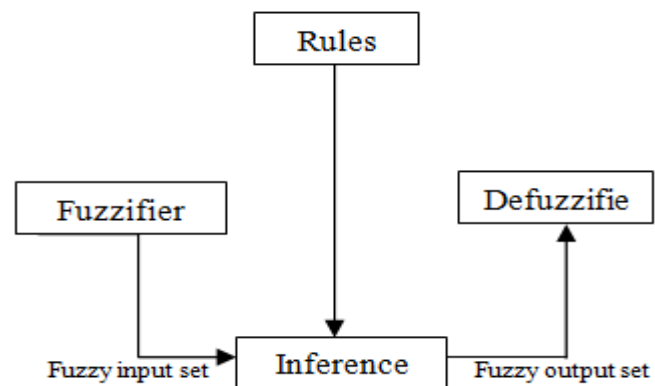 Rules
Fuzzifier
Defuzzifie
Fuzzy input set
Inference
Fuzzy output set